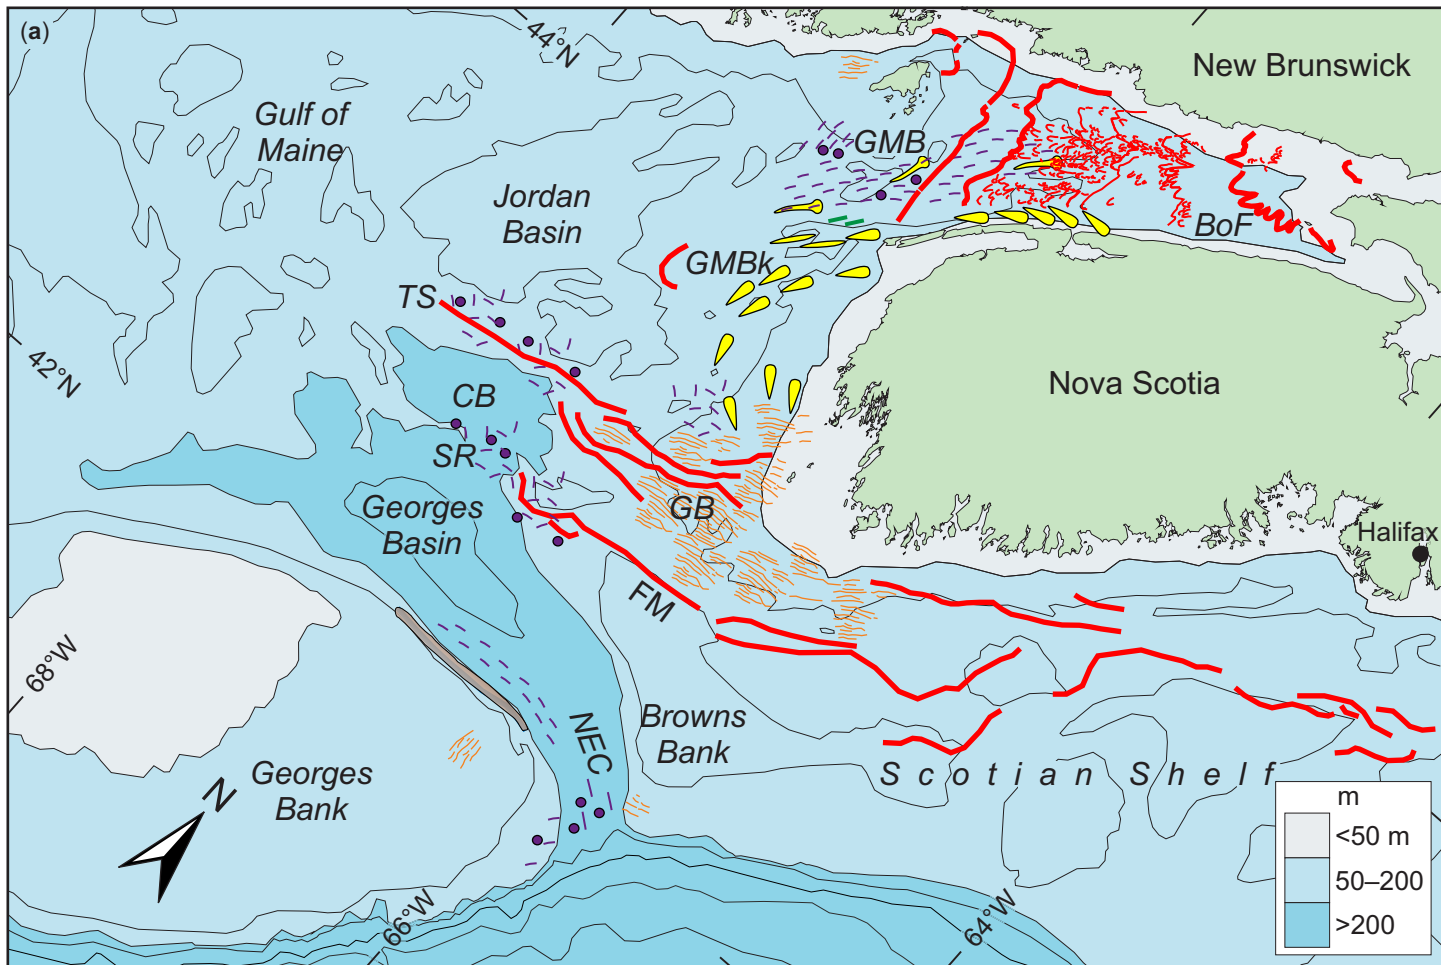 (a)
44°N
New Brunswick
Gulf of
Maine
GMB
Jordan
Basin
BoF
GMBk
TS
42°N
CB
Nova Scotia
SR
Georges
Basin
GB
Halifax
FM
68°W
NEC
Browns
Bank
Scotian Shelf
Georges
Bank
N
m
<50 m
50–200
>200
66°W
64°W